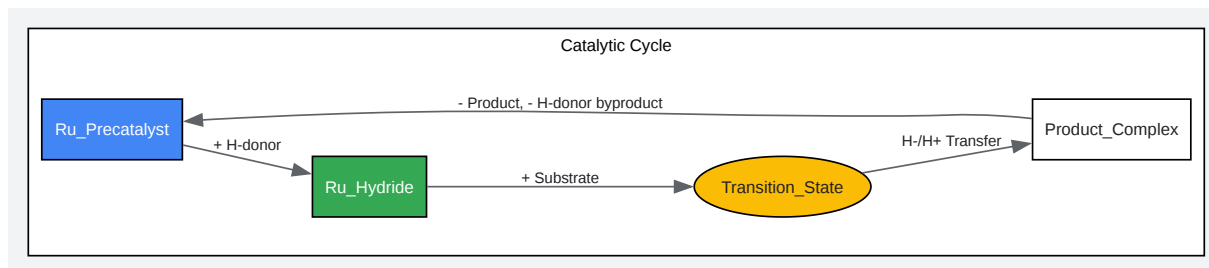 Catalytic Cycle
- Product, - H-donor byproduct
Ru_Precatalyst
Product_Complex
+ H-donor
H-/H+ Transfer
Ru_Hydride
+ Substrate
Transition_State